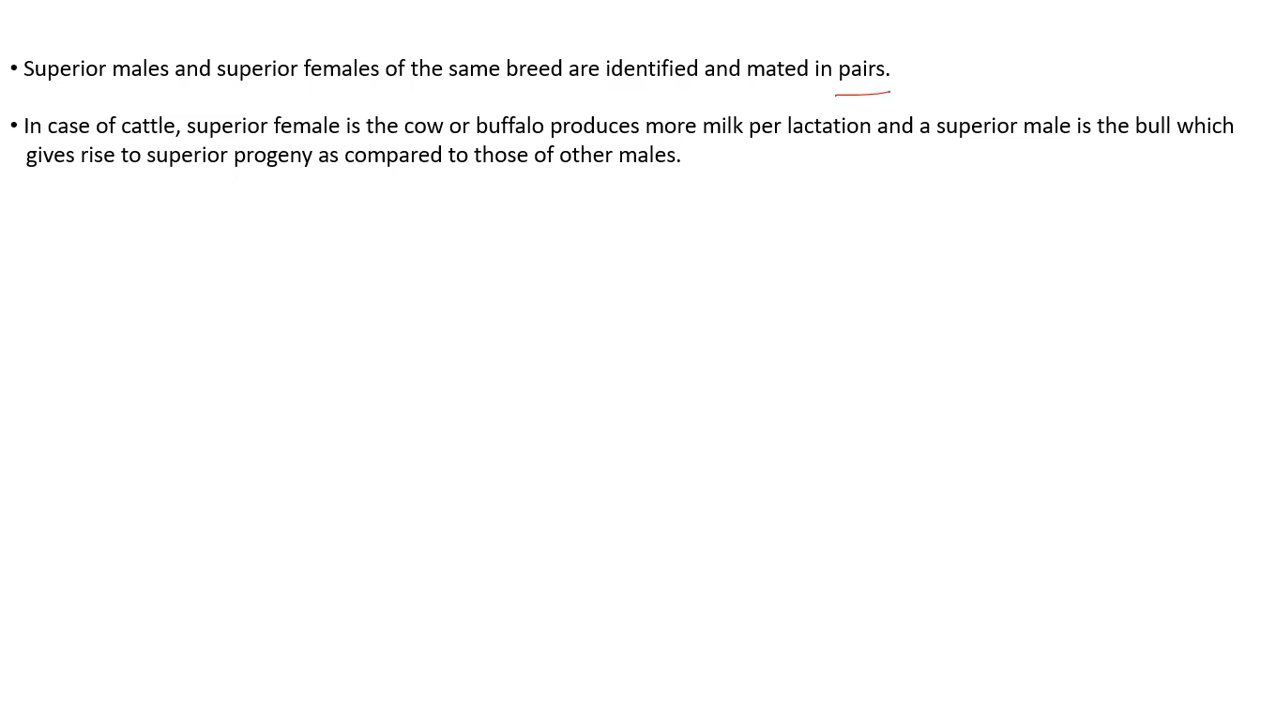 • Superior males and superior females of the same breed are identified and mated in pairs.
• In case of cattle, superior female is the cow or buffalo produces more milk per lactation and a superior male is the bull which
gives rise to superior progeny as compared to those of other males.